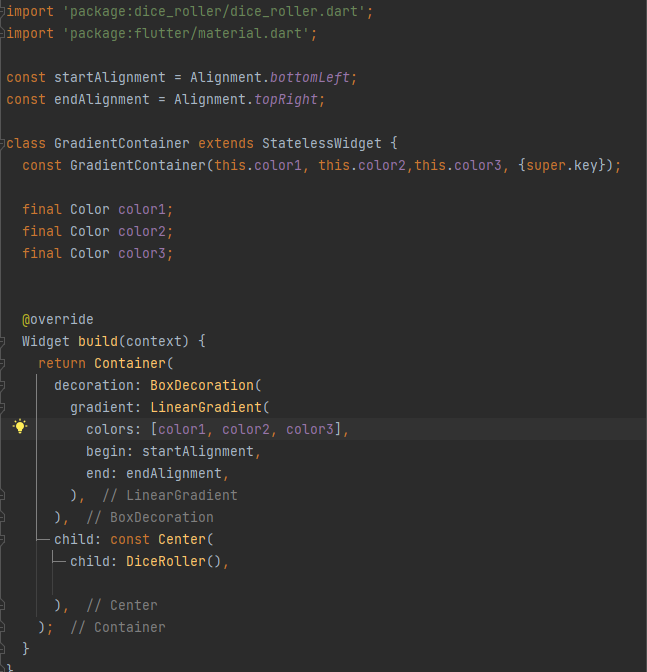 import 'package:dice_roller/dice_roller.dart';
import 'package:flutter/material.dart';
const startAlignment = Alignment.bottomLeft;
const endAlignment = Alignment.topRight;
class GradientContainer extends StatelessWidget {
const GradientContainer(this.color1, this.color2,this.color3, {super.key});
final Color color1;
final Color color2;
final Color color3;
@override
Widget build(context) {
return Container(
decoration: BoxDecoration(
gradient: LinearGradient(
colors: [color1, color2, color3],
begin: startAlignment,
end: endAlignment,
), // LinearGradient
), // BoxDecoration
child: const Center(
child: DiceRoller(),
), // Center
); // Container
}
}